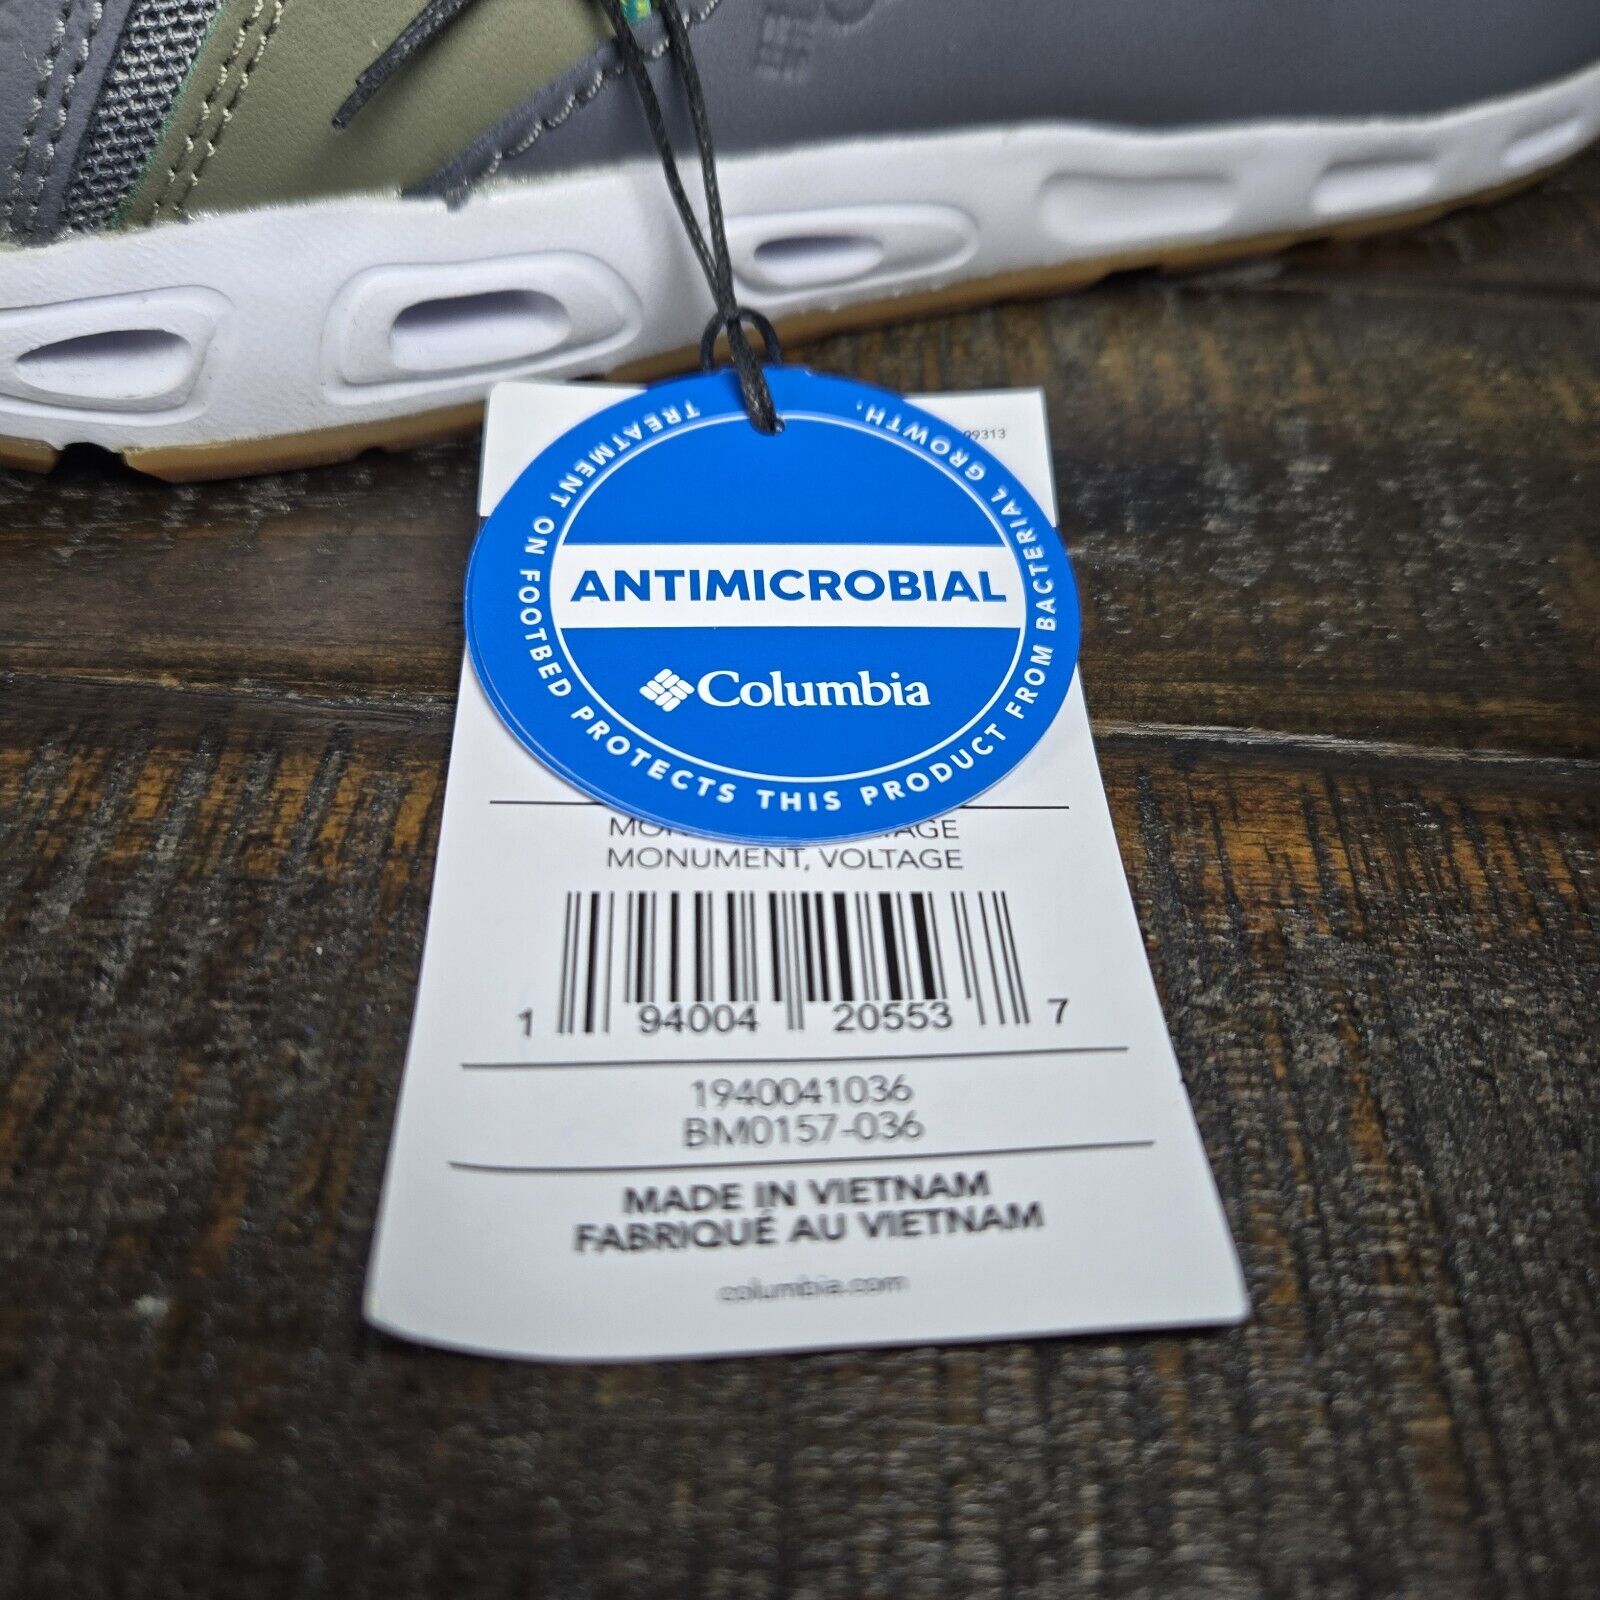 99313
TREATMENT ON FOOTBED PROTECTS THIS PRODUCT FROM BACTERIAL GROWTH.
ANTIMICROBIAL
Columbia
MONUMENT, VOLTAGE
1 94004 20553 7
1940041036
BM0157-036
MADE IN VIETNAM
FABRIQUÉ AU VIETNAM
columbia.com